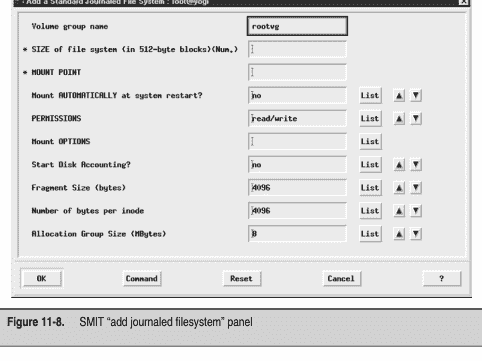 Add a Standard Journaled File System : root@yogi
Volume group name rootvg
* SIZE of file system (in 512-byte blocks)(Num.)
* MOUNT POINT
Mount AUTOMATICALLY at system restart? no List
PERMISSIONS read/write List
Mount OPTIONS List
Start Disk Accounting? no List
Fragment Size (bytes) 4096 List
Number of bytes per inode 4096 List
Allocation Group Size (MBytes) 8 List
OK Command Reset Cancel ?
Figure 11-8. SMIT “add journaled filesystem” panel